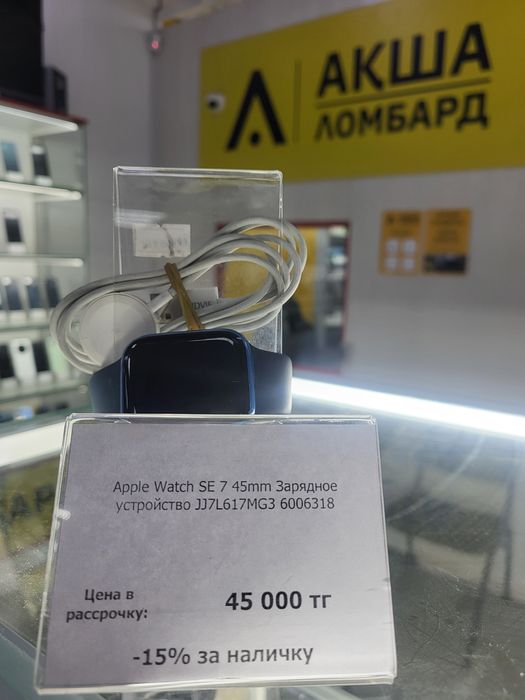 АКША
ЛОМБАРД
Apple Watch SE 7 45mm Зарядное
устройство JJ7L617MG3 6006318
Цена в
рассрочку:
45 000 тг
-15% за наличку